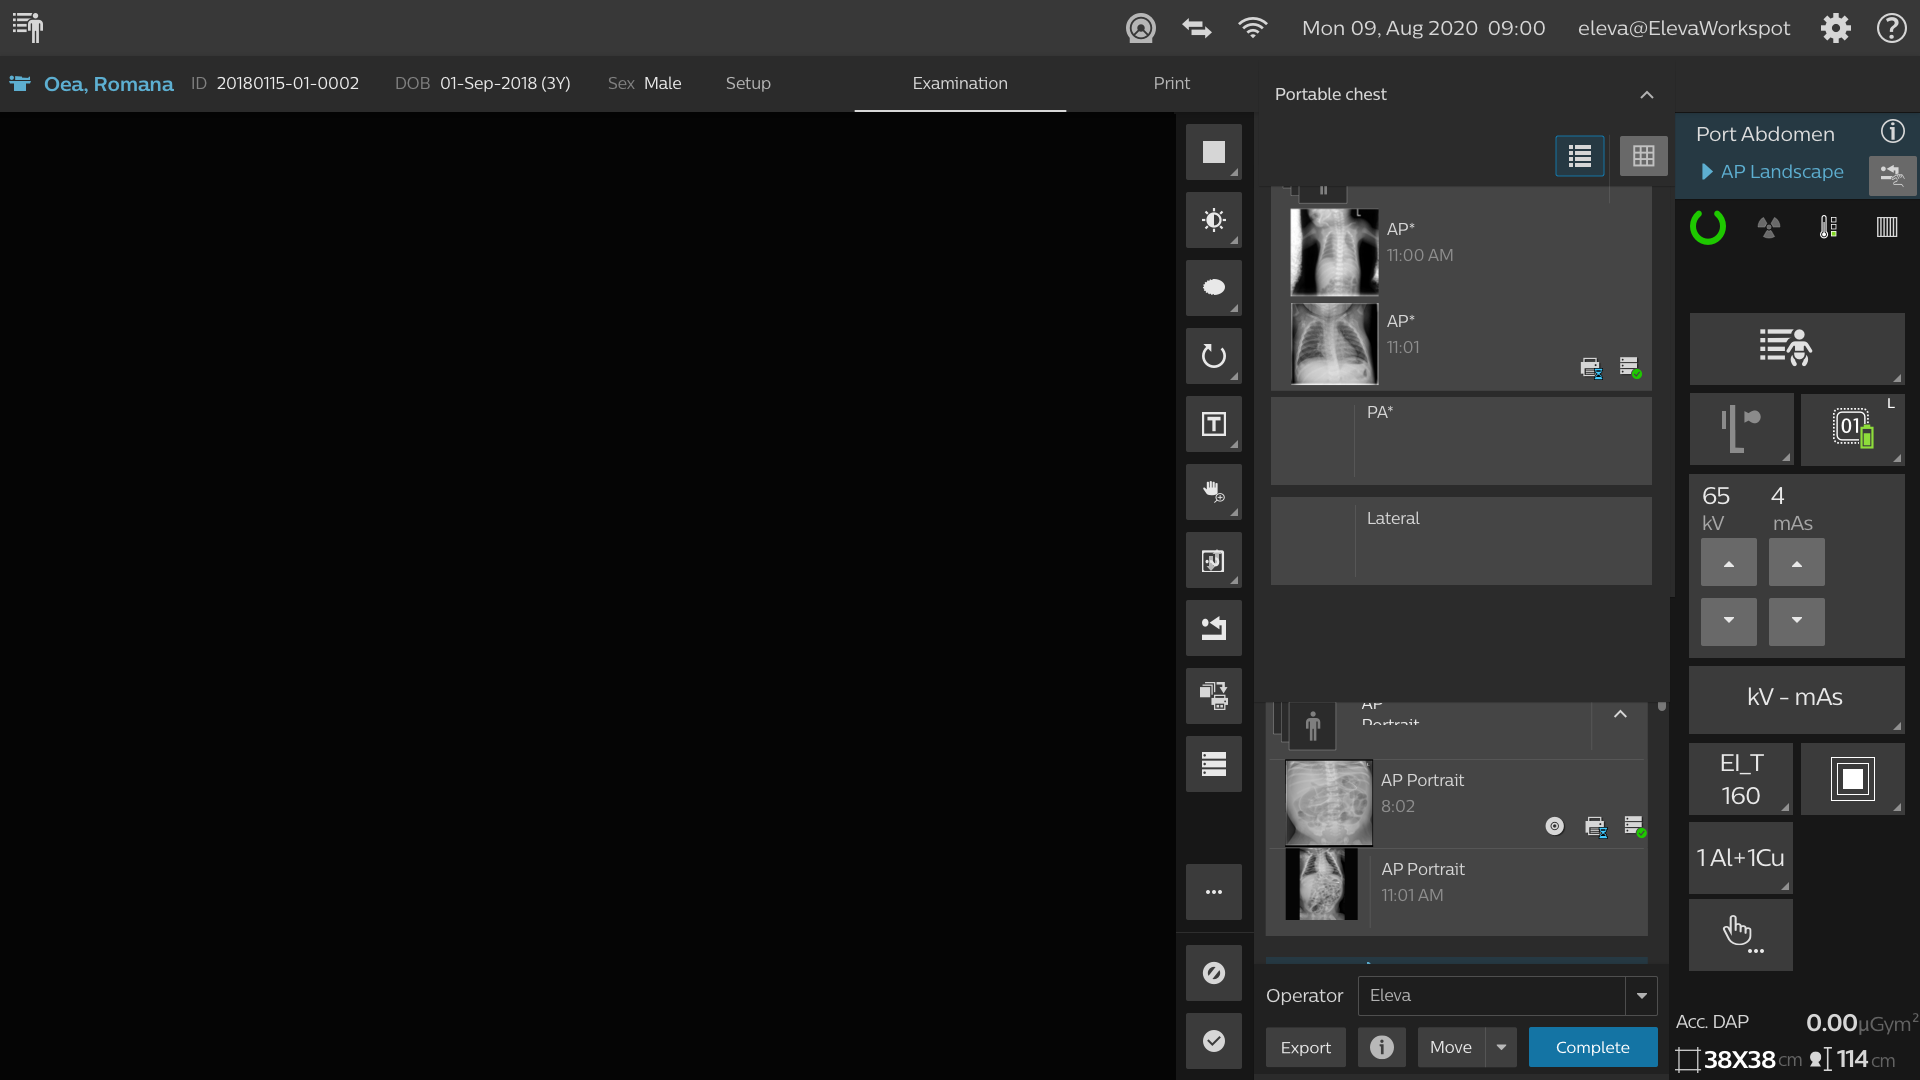 Mon 09, Aug 2020 09:00
eleva@ElevaWorkspot
Oea, Romana
ID 20180115-01-0002
DOB 01-Sep-2018 (3Y)
Sex Male
Setup
Examination
Print
Portable chest
Port Abdomen
AP Landscape
AP*
11:00 AM
AP*
11:01
PA*
Lateral
L
01
65
4
kV
mAs
kV - mAs
AP
Portrait
AP Portrait
8:02
AP Portrait
11:01 AM
EI_T
160
1 Al+1Cu
T
Operator
Eleva
Export
Move
Complete
Acc. DAP
0.00 µGym²
38X38 cm
114 cm